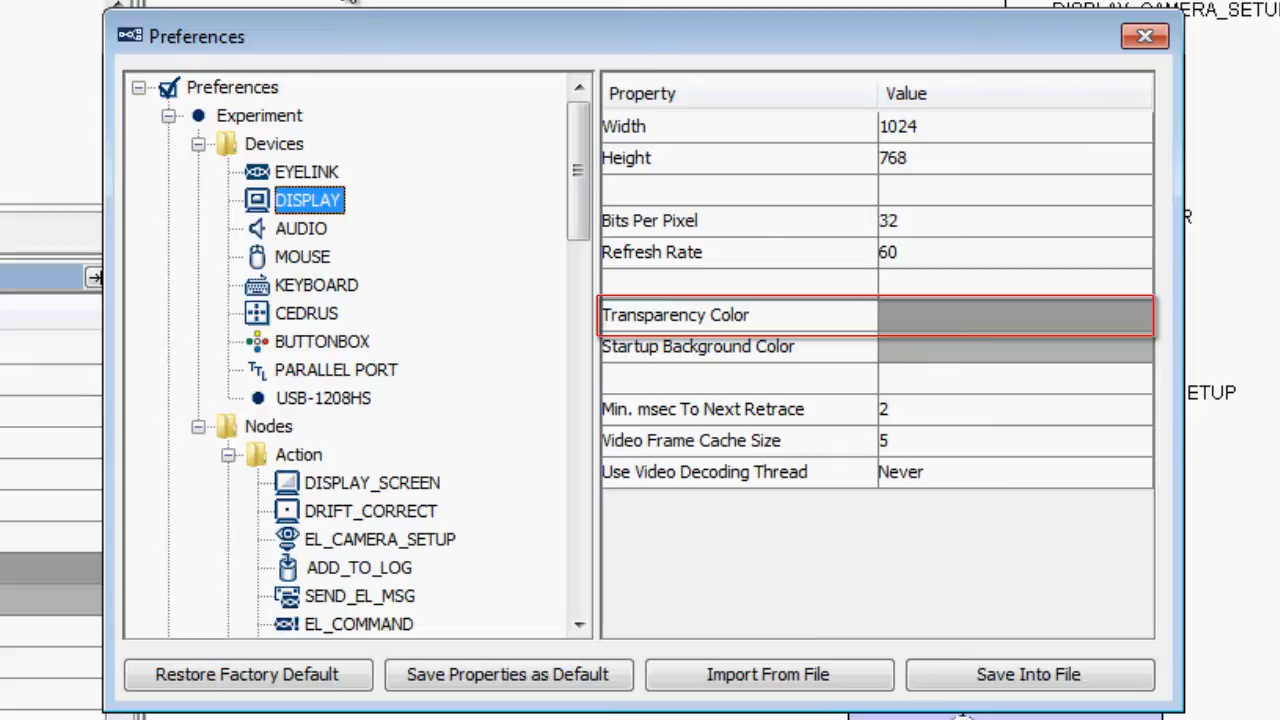 DISPLAY_CAMERA_SETUP
Preferences
Preferences
Experiment
Devices
EYELINK
DISPLAY
AUDIO
MOUSE
KEYBOARD
CEDRUS
BUTTONBOX
TTL PARALLEL PORT
USB-1208HS
Nodes
Action
DISPLAY_SCREEN
DRIFT_CORRECT
EL_CAMERA_SETUP
ADD_TO_LOG
SEND_EL_MSG
EL_COMMAND
Property Value
Width 1024
Height 768
Bits Per Pixel 32
Refresh Rate 60
Transparency Color
Startup Background Color
Min. msec To Next Retrace 2
Video Frame Cache Size 5
Use Video Decoding Thread Never
R
ETUP
Restore Factory Default
Save Properties as Default
Import From File
Save Into File